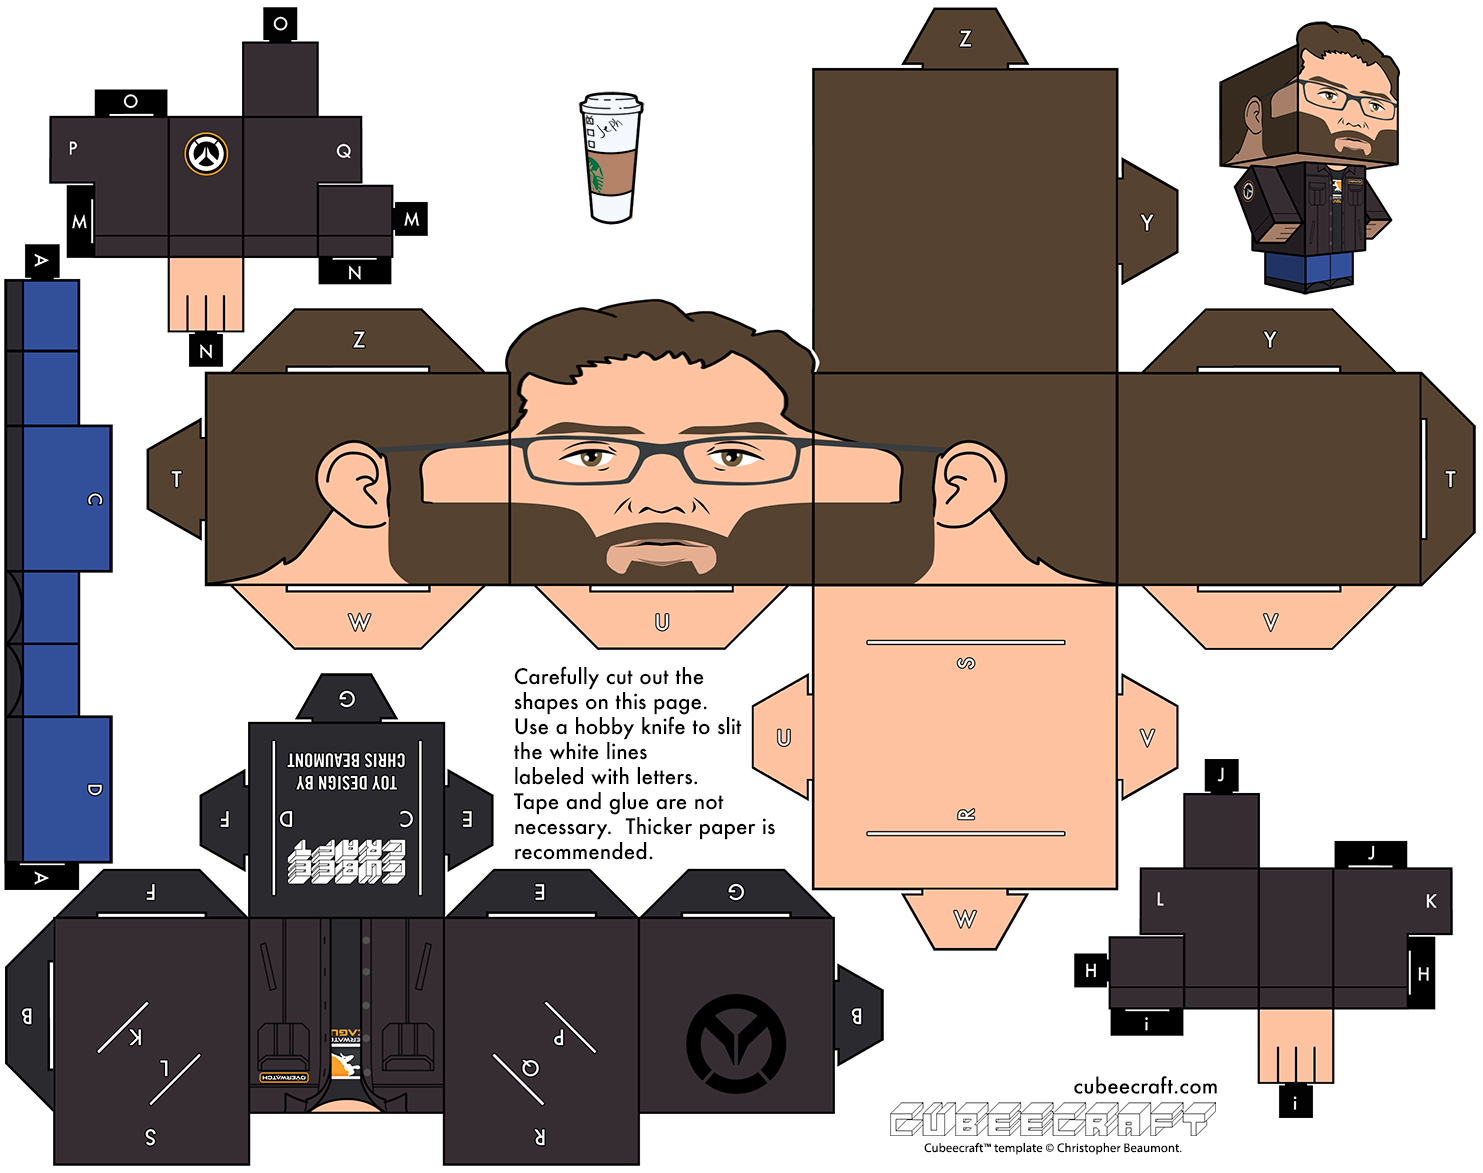 O
O
P
Q
M
M
N
N
A
Jeph
Z
Y
Z
Y
T
T
C
W
U
V
S
Carefully cut out the
shapes on this page.
Use a hobby knife to slit
the white lines
labeled with letters.
Tape and glue are not
necessary. Thicker paper is
recommended.
G
TOY DESIGN BY
CHRIS BEAUMONT
F
D
C
E
CUBEE
CRAFT
U
V
R
D
A
W
J
J
L
K
H
H
i
i
F
E
G
B
B
K
L
P
Q
S
R
OVERWATCH
cubeecraft.com
CUBEECRAFT
Cubeecraft™ template © Christopher Beaumont.